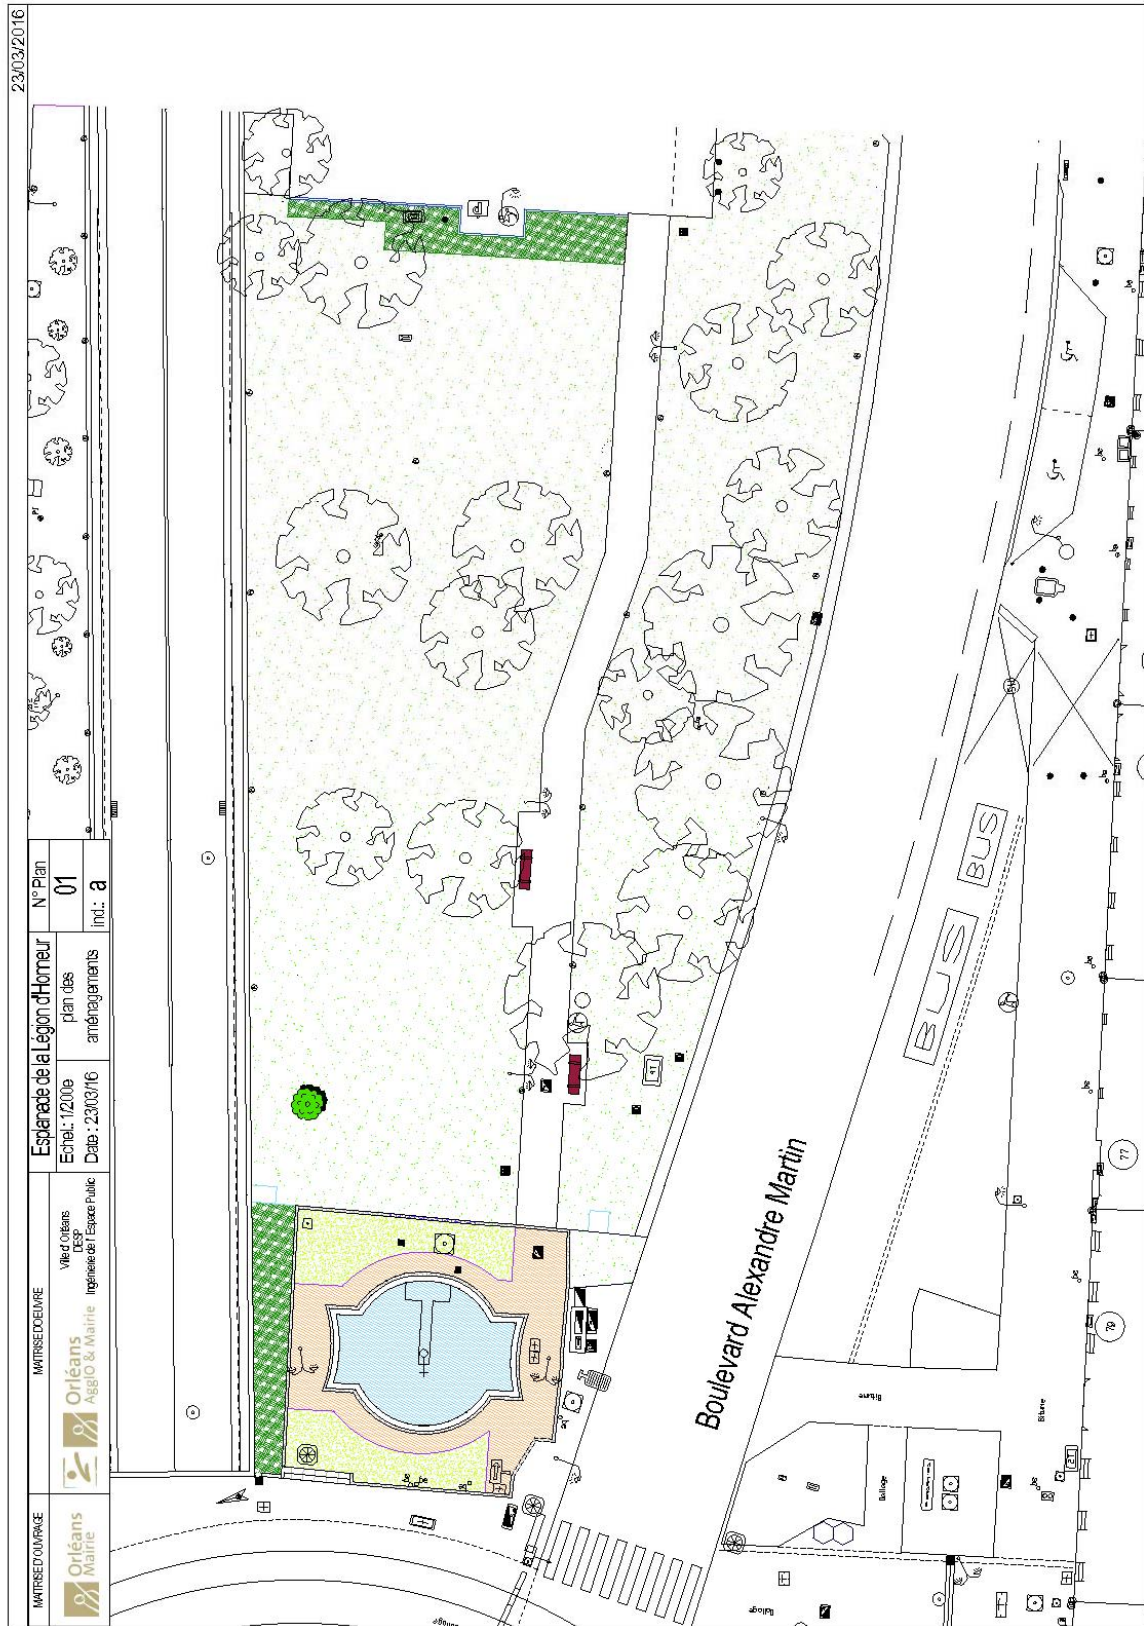 23/03/2016
MAITRISE D'OUVRAGE
Orléans
Mairie
MAITRISE D'OEUVRE
Orléans
AgglO & Mairie
Ville d'Orléans
DESP
Ingénierie de l'Espace Public
Esplanade de la Légion d'Honneur
Echel.: 1/200e
Date : 23/03/16
plan des
aménagements
N° Plan
01
ind.: a
Boulevard Alexandre Martin
BUS
BUS
77
79
Bitume
Bitume